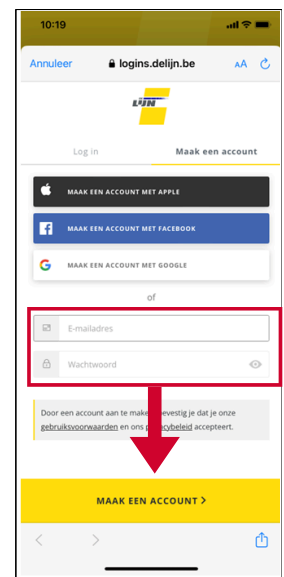 10:19
Annuleer
logins.delijn.be
AA
LIJN
Log in
Maak een account
MAAK EEN ACCOUNT MET APPLE
MAAK EEN ACCOUNT MET FACEBOOK
MAAK EEN ACCOUNT MET GOOGLE
of
E-mailadres
Wachtwoord
Door een account aan te maken bevestig je dat je onze
gebruiksvoorwaarden en ons accepteert.
MAAK EEN ACCOUNT >